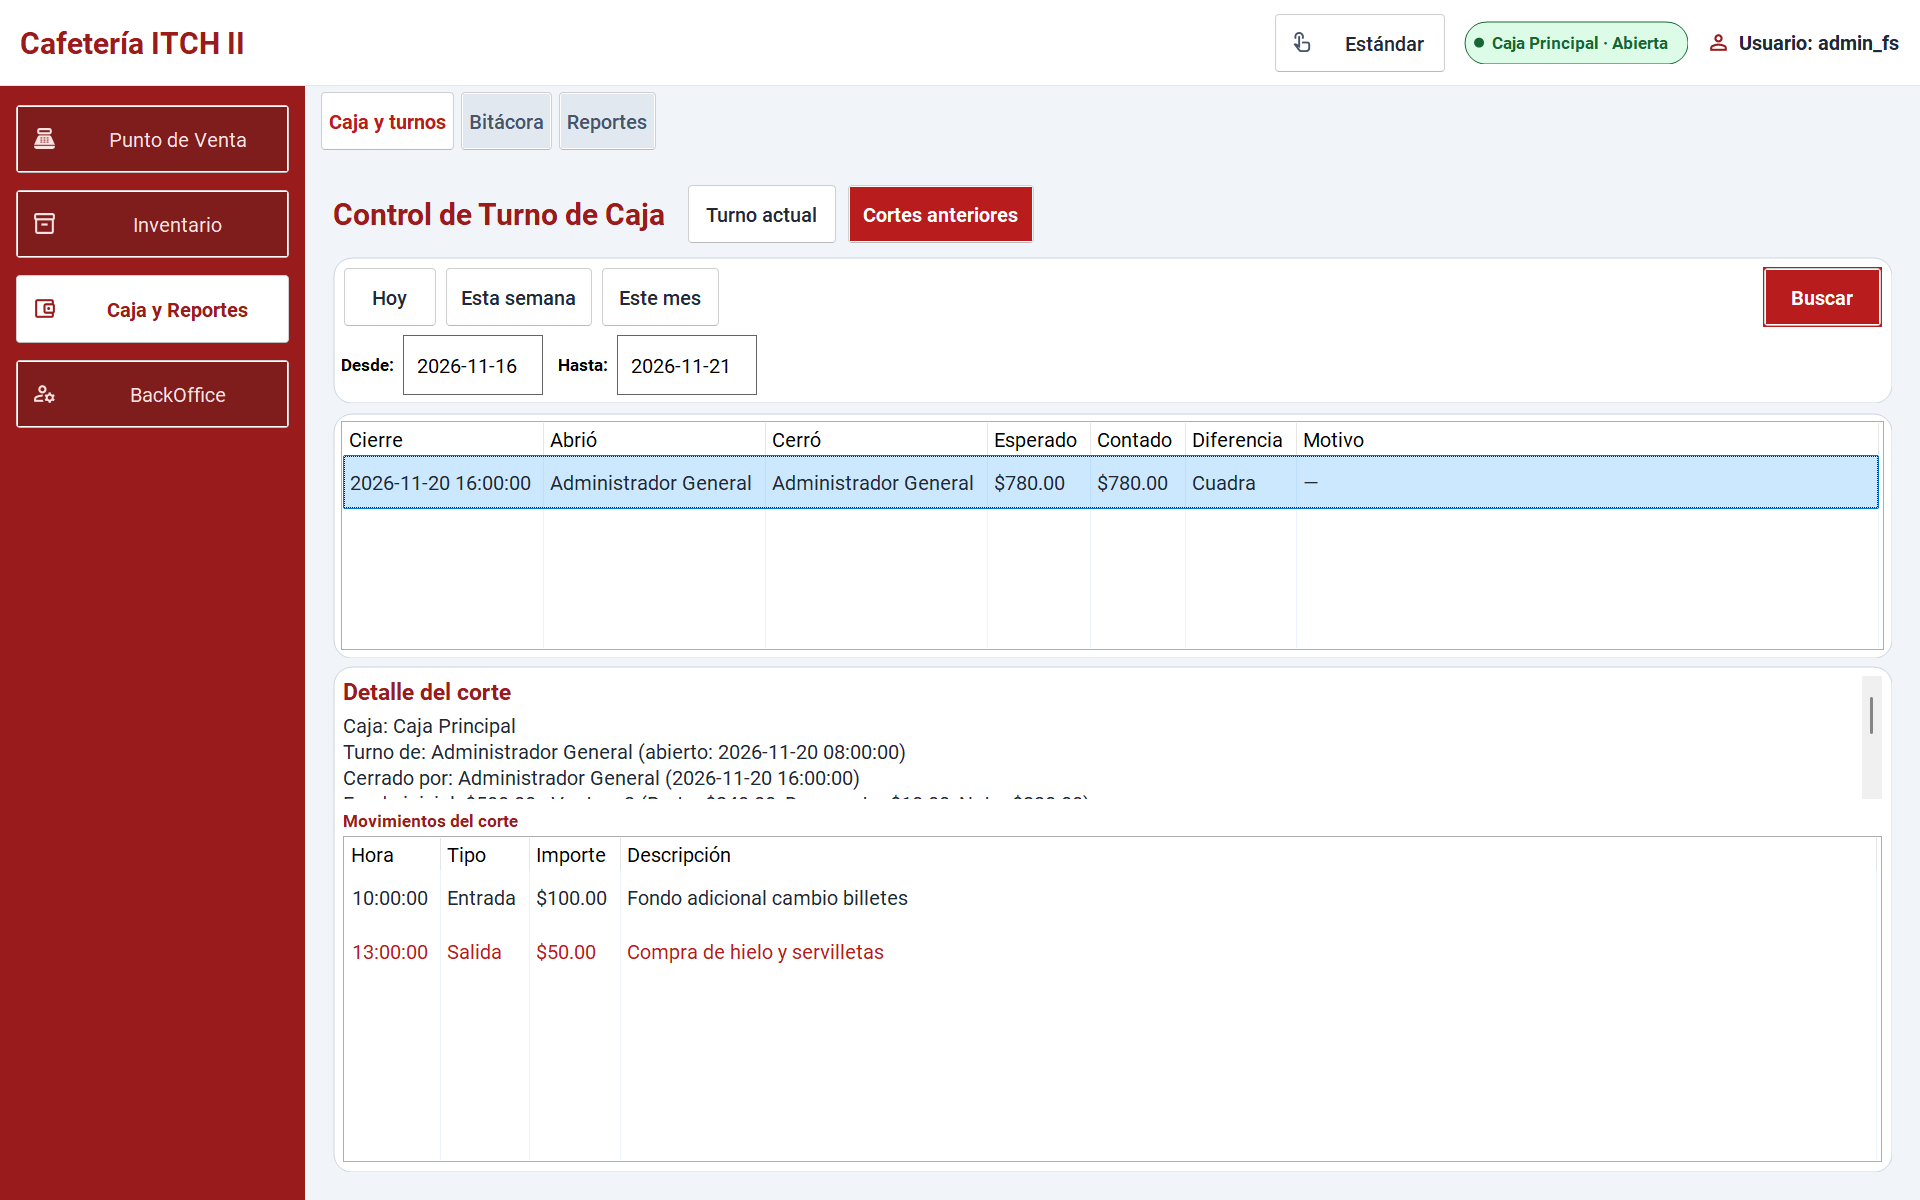 Cafetería ITCH II
Estándar
Caja Principal · Abierta
Usuario: admin_fs
Punto de Venta
Inventario
Caja y Reportes
BackOffice
Caja y turnos
Bitácora
Reportes
Control de Turno de Caja
Turno actual
Cortes anteriores
Hoy
Esta semana
Este mes
Buscar
Desde: 2026-11-16 Hasta: 2026-11-21
Cierre Abrió Cerró Esperado Contado Diferencia Motivo
2026-11-20 16:00:00 Administrador General Administrador General $780.00 $780.00 Cuadra —
Detalle del corte
Caja: Caja Principal
Turno de: Administrador General (abierto: 2026-11-20 08:00:00)
Cerrado por: Administrador General (2026-11-20 16:00:00)
Movimientos del corte
Hora Tipo Importe Descripción
10:00:00 Entrada $100.00 Fondo adicional cambio billetes
13:00:00 Salida $50.00 Compra de hielo y servilletas